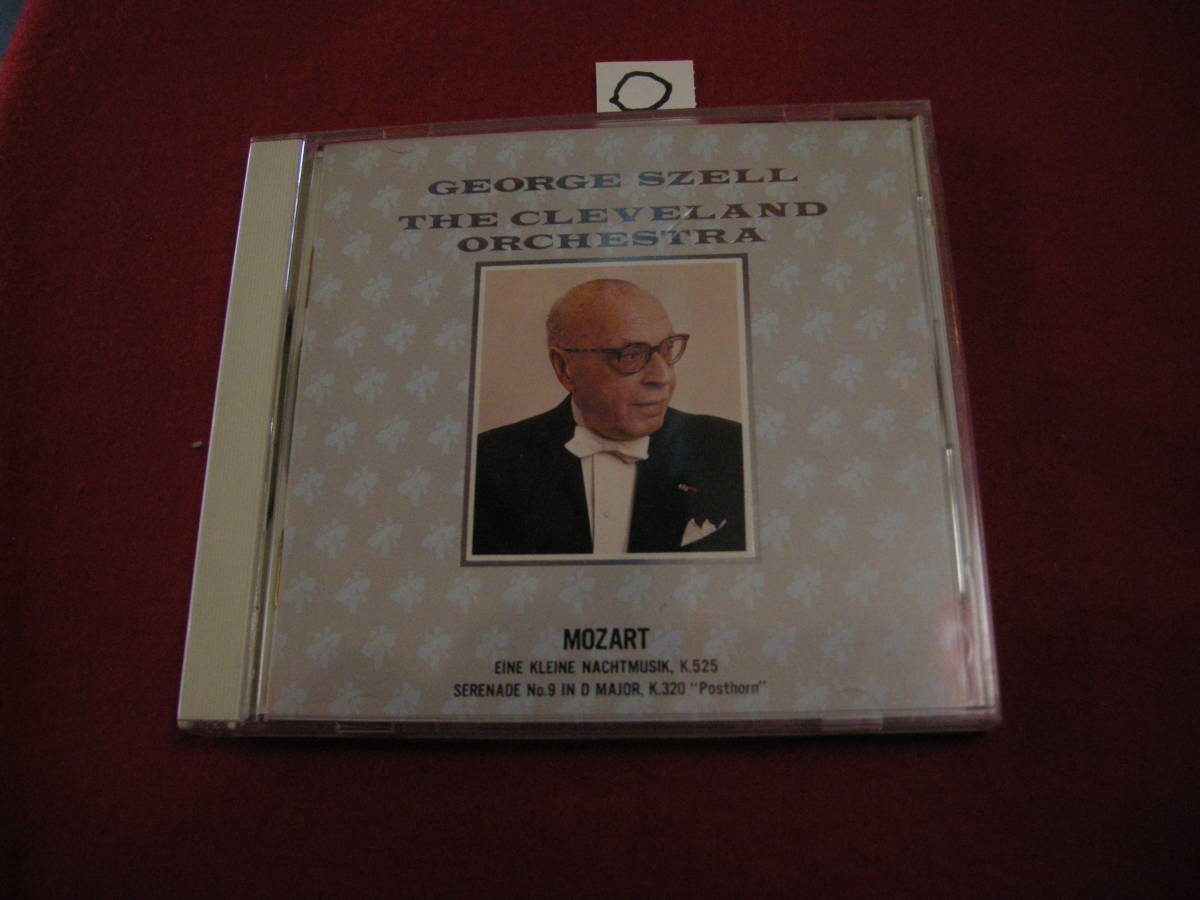 GEORGE SZELL
THE CLEVELAND
ORCHESTRA
MOZART
EINE KLEINE NACHTMUSIK, K.525
SERENADE No.9 IN D MAJOR, K.320 "Posthorn"